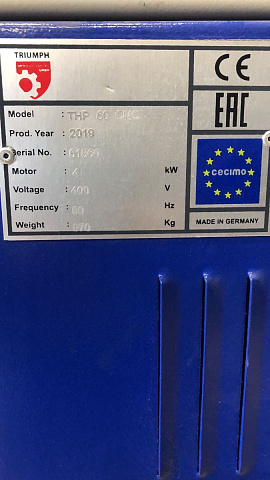 TRIUMPH
CE
EAC
Model : THP 60
Prod. Year : 2019
Serial No. :
Motor : 4 kW
Voltage : 400 V
Frequency : Hz
Weight : Kg
cecimo
MADE IN GERMANY